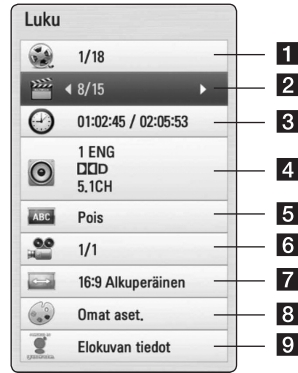 Luku
1/18 1
8/15 2
01:02:45 / 02:05:53 3
1 ENG
D
5.1CH
4
ABC Pois 5
1/1 6
16:9 Alkuperäinen 7
Omat aset. 8
Elokuvan tiedot 9